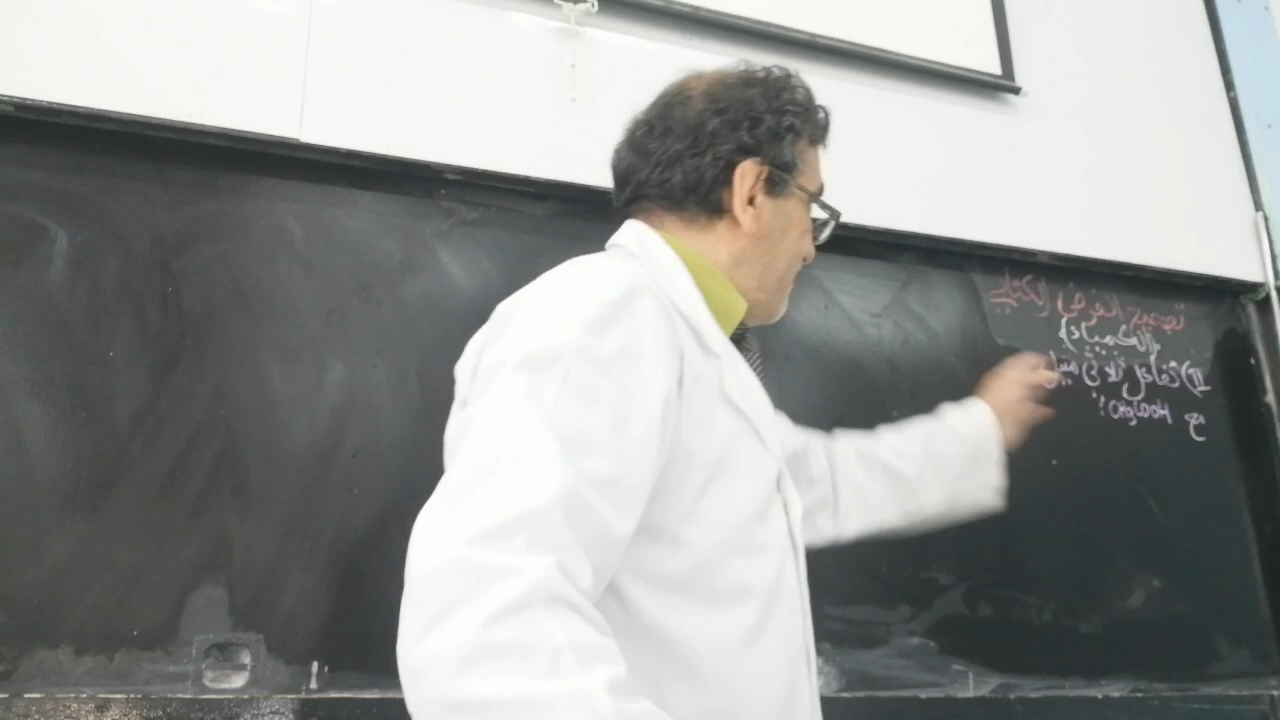 تصحيح الفرض الكتابي
(الكيمياء)
II) تفاعل ثلاثي ميثيل
مع CH3COOH: